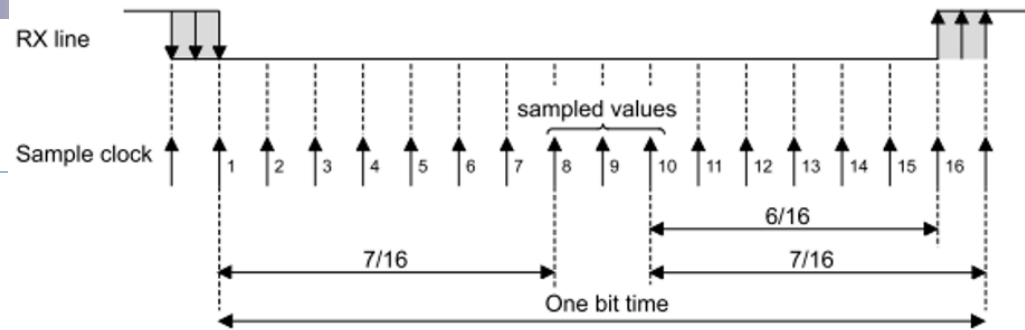 RX line
sampled values
Sample clock
1 2 3 4 5 6 7 8 9 10 11 12 13 14 15 16
6/16
7/16 7/16
One bit time